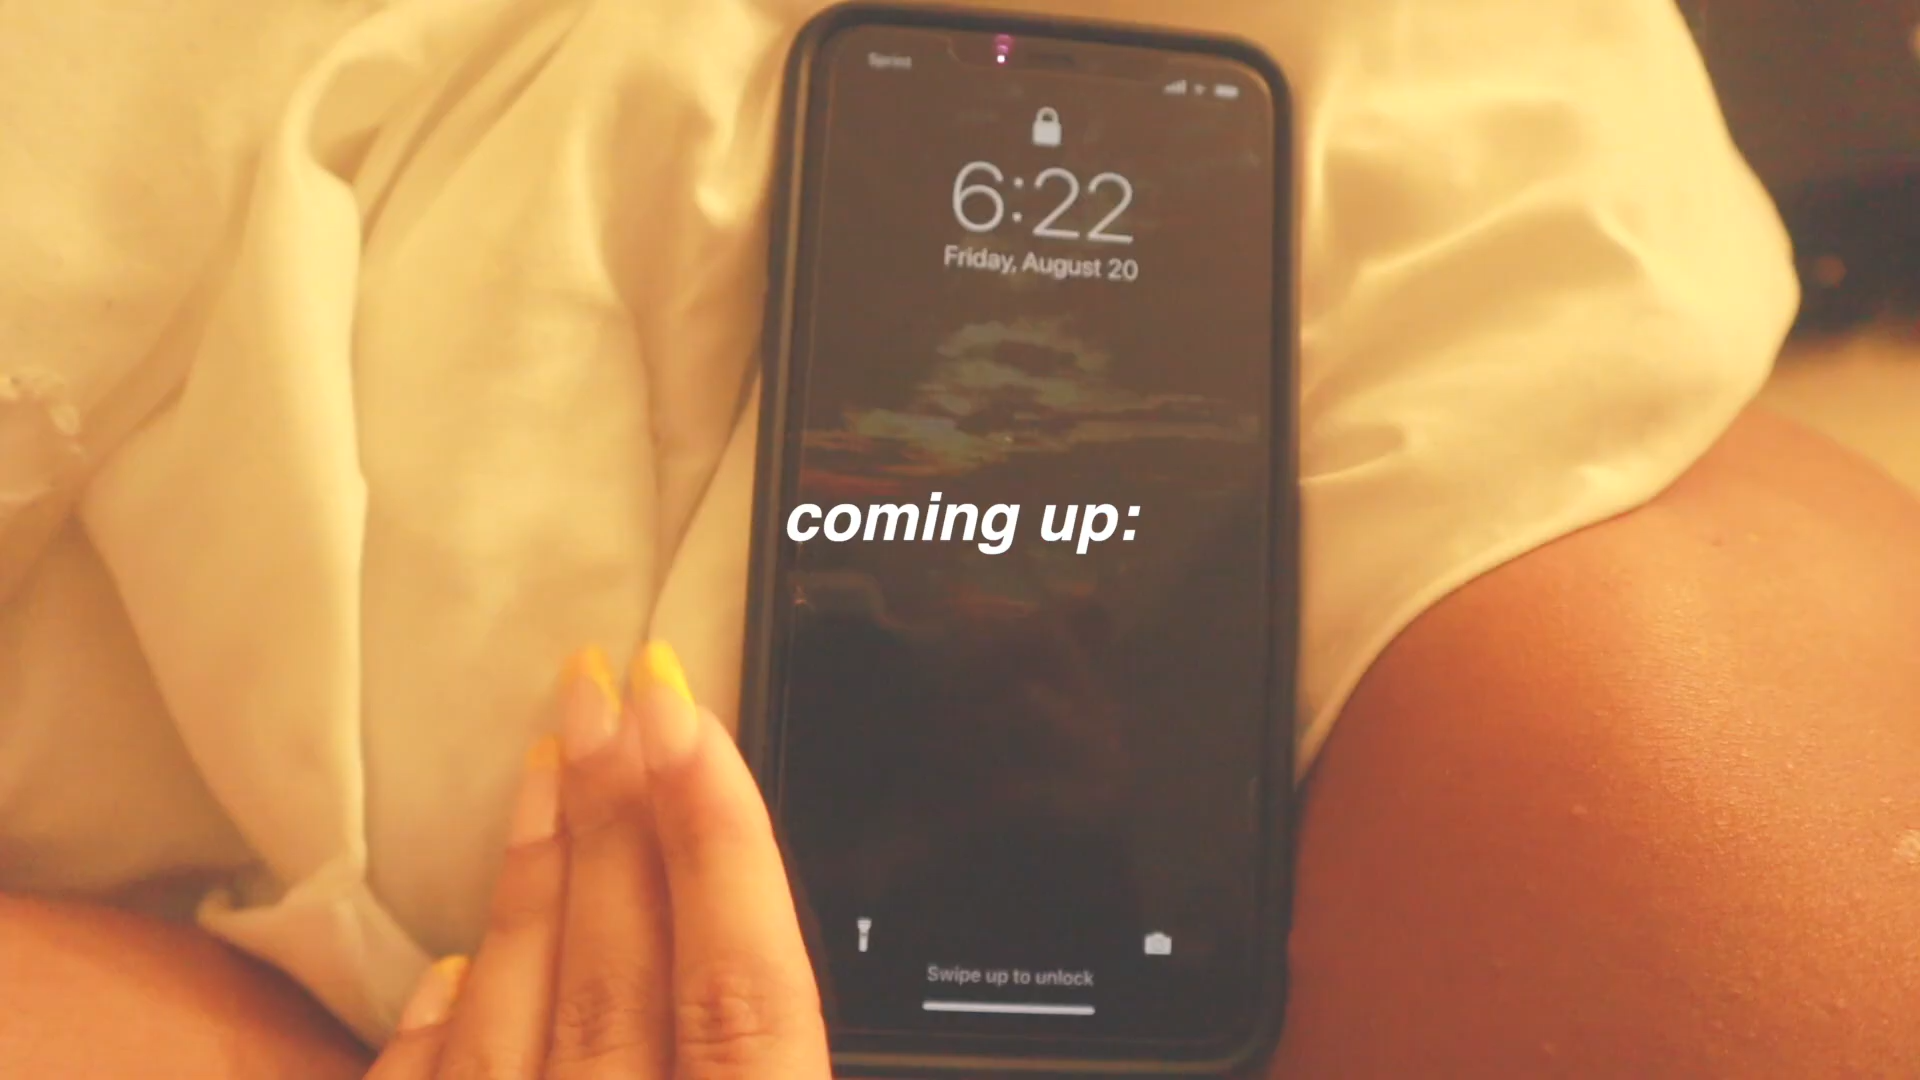 Sprint
6:22
Friday, August 20
coming up:
Swipe up to unlock